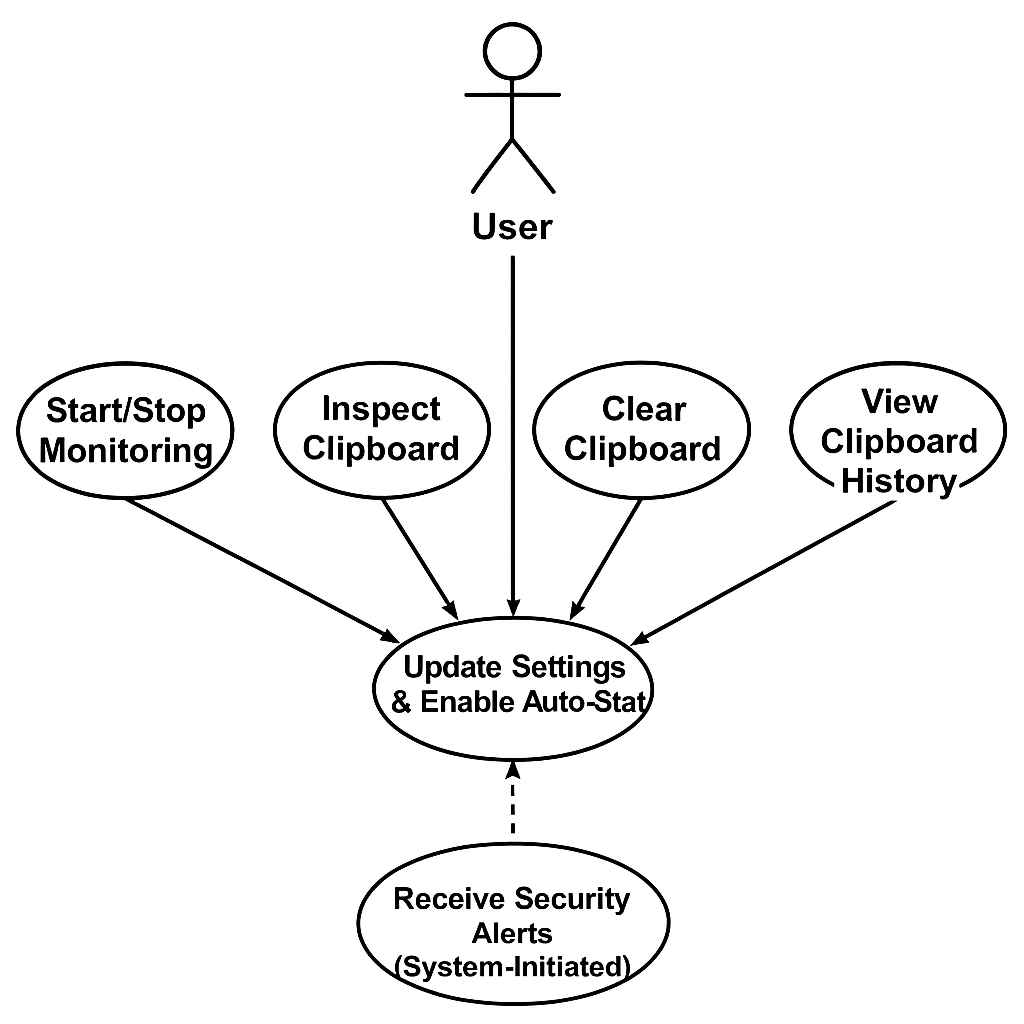 User
Start/Stop
Monitoring
Inspect
Clipboard
Clear
Clipboard
View
Clipboard
History
Update Settings
& Enable Auto-Stat
Receive Security
Alerts
(System-Initiated)